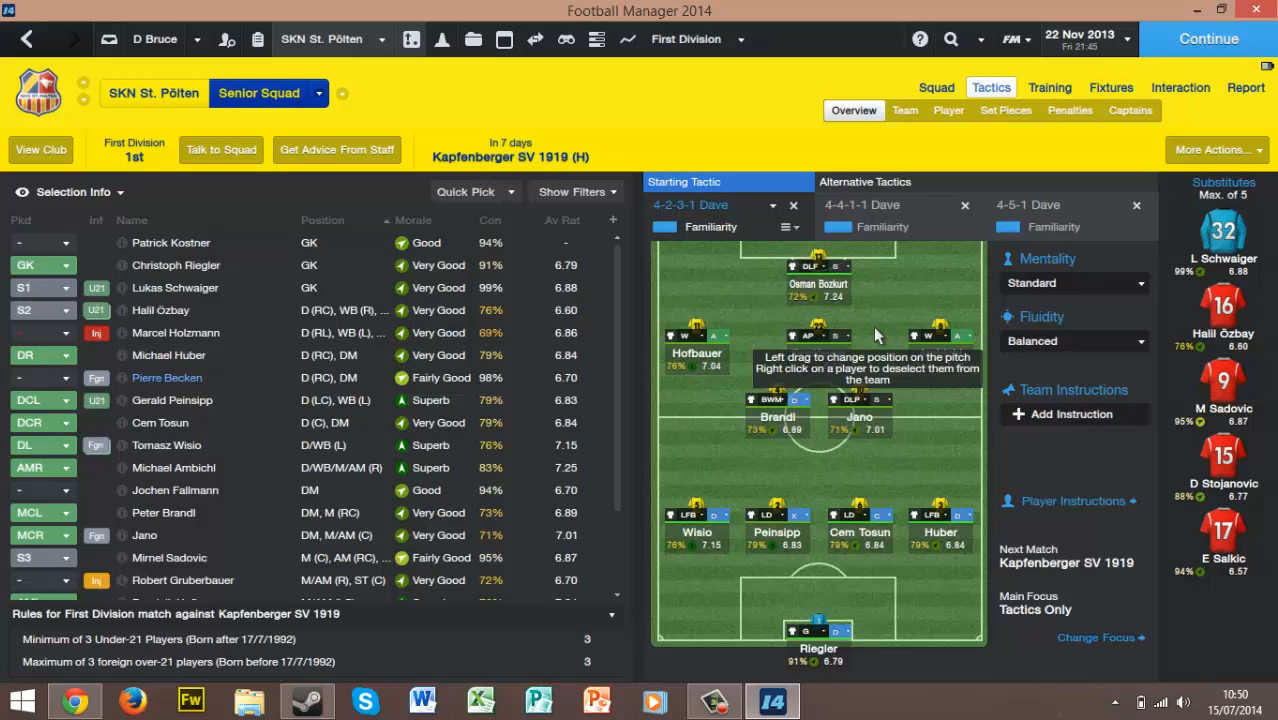 Football Manager 2014
D Bruce
SKN St. Pölten
First Division
FM
22 Nov 2013
Fri 21:45
Continue
SKN St. Pölten
Senior Squad
Squad Tactics Training Fixtures Interaction Report
Overview Team Player Set Pieces Penalties Captains
View Club
First Division
1st
Talk to Squad
Get Advice From Staff
In 7 days
Kapfenberger SV 1919 (H)
More Actions...
Selection Info
Quick Pick
Show Filters
Pkd Inf Name Position Morale Con Av Rat
- Patrick Kostner GK Good 94% -
GK Christoph Riegler GK Very Good 91% 6.79
S1 U21 Lukas Schwaiger GK Very Good 99% 6.88
S2 U21 Halil Özbay D (RC), WB (R), ... Very Good 76% 6.60
- Inj Marcel Holzmann D (RL), WB (L), ... Very Good 69% 6.86
DR Michael Huber D (RC), DM Very Good 79% 6.84
- Fgn Pierre Becken D (RC), DM Fairly Good 98% 6.70
DCL U21 Gerald Peinsipp D (LC), WB (L) Superb 79% 6.83
DCR Cem Tosun D (C), DM Very Good 79% 6.84
DL Fgn Tomasz Wisio D/WB (L) Superb 76% 7.15
AMR Michael Ambichl D/WB/M/AM (R) Superb 83% 7.25
- Jochen Fallmann DM Good 94% 6.70
MCL Peter Brandl DM, M (RC) Very Good 73% 6.89
MCR Fgn Jano DM, M/AM (C) Very Good 71% 7.01
S3 Mirnel Sadovic M (C), AM (RC), ... Fairly Good 95% 6.87
- Inj Robert Gruberbauer M/AM (R), ST (C) Very Good 72% 6.70
Rules for First Division match against Kapfenberger SV 1919
Minimum of 3 Under-21 Players (Born after 17/7/1992) 3
Maximum of 3 foreign over-21 players (Born before 17/7/1992) 3
Starting Tactic
Alternative Tactics
4-2-3-1 Dave
4-4-1-1 Dave
4-5-1 Dave
Familiarity
Familiarity
Familiarity
DLF S
Osman Bozkurt
72% 7.24
W A
AP S
W A
Hofbauer
76% 7.04
Left drag to change position on the pitch
Right click on a player to deselect them from
the team
BWM D
DLP S
Brandl
Jano
73% 6.89
71% 7.01
LFB D
LD X
LD C
LFB D
Wisio
Peinsipp
Cem Tosun
Huber
76% 7.15
79% 6.83
79% 6.84
79% 6.84
G D
Riegler
91% 6.79
Mentality
Standard
Fluidity
Balanced
Team Instructions
Add Instruction
Player Instructions
Next Match
Kapfenberger SV 1919
Main Focus
Tactics Only
Change Focus
Substitutes
Max. of 5
32
L Schwaiger
99% 6.88
16
Halil Özbay
76% 6.60
9
M Sadovic
95% 6.87
15
D Stojanovic
88% 6.77
17
E Salkic
94% 6.57
10:50
15/07/2014